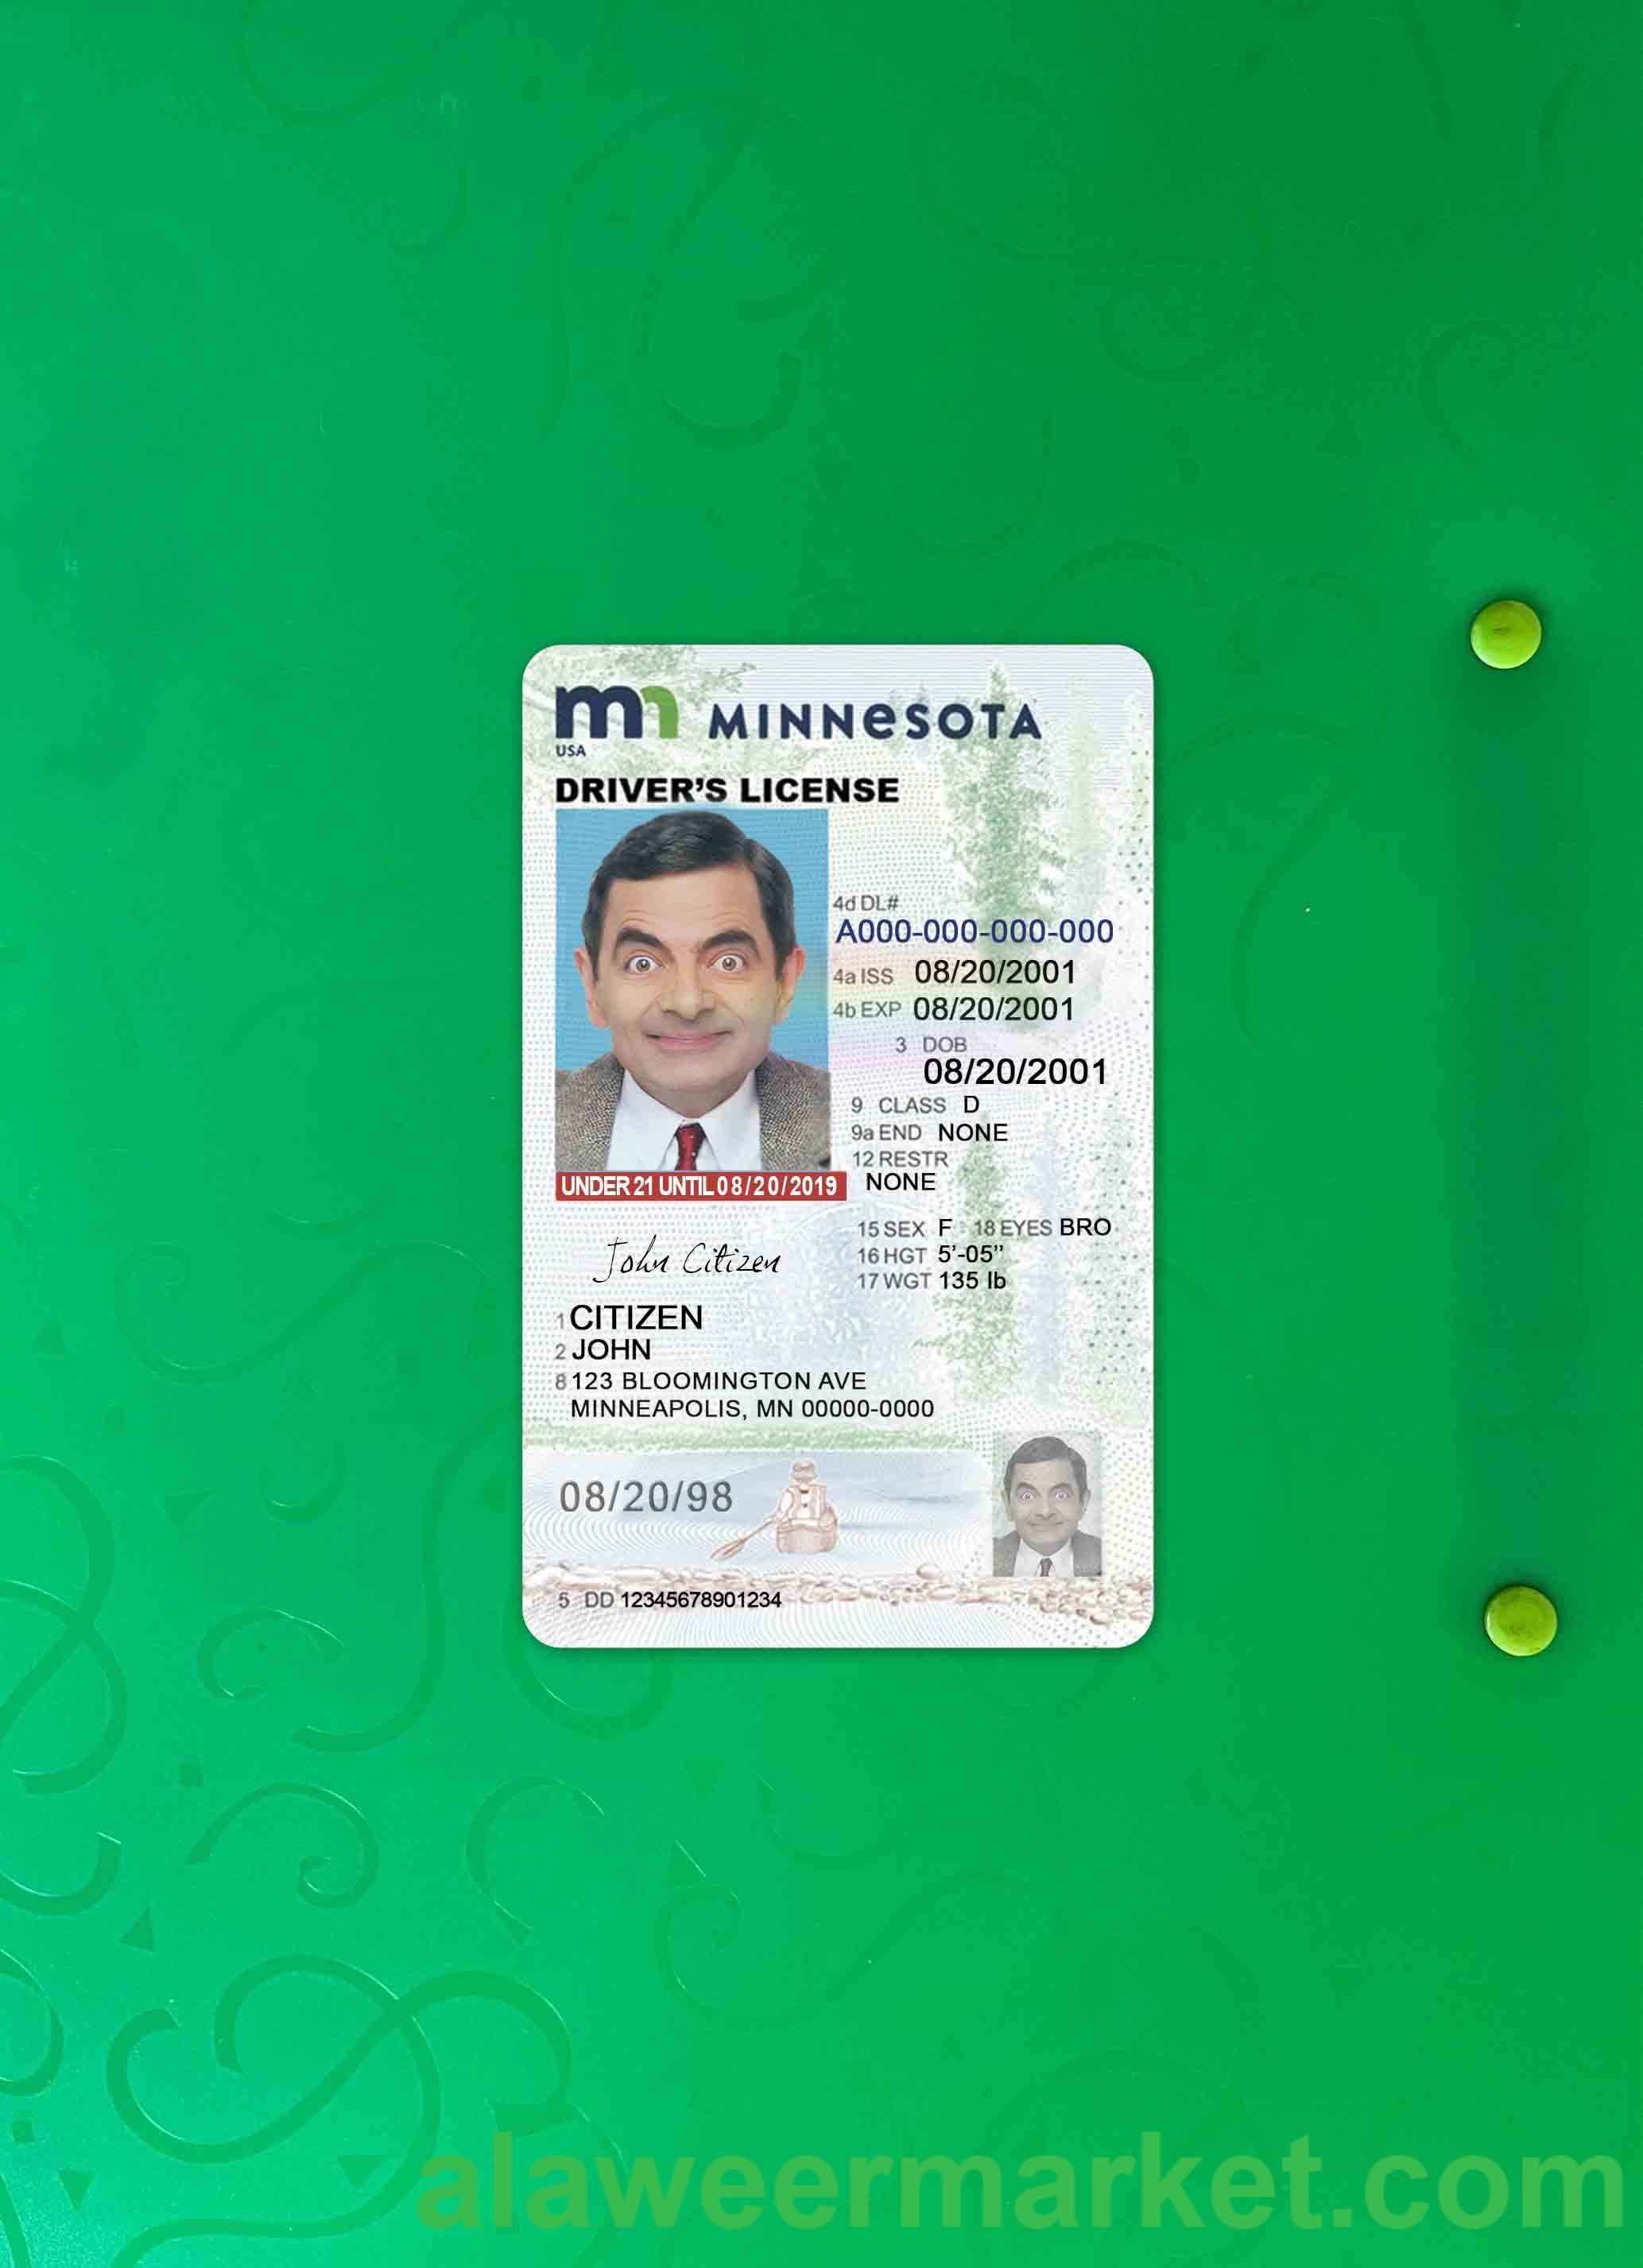 mn MINNeSOTA
USA
DRIVER'S LICENSE
4d DL#
A000-000-000-000
4a ISS 08/20/2001
4b EXP 08/20/2001
3 DOB
08/20/2001
9 CLASS D
9a END NONE
12 RESTR
NONE
UNDER 21 UNTIL 08/20/2019
15 SEX F 18 EYES BRO
16 HGT 5'-05"
17 WGT 135 lb
John Citizen
1 CITIZEN
2 JOHN
8 123 BLOOMINGTON AVE
MINNEAPOLIS, MN 00000-0000
08/20/98
5 DD 12345678901234
alaweermarket.com